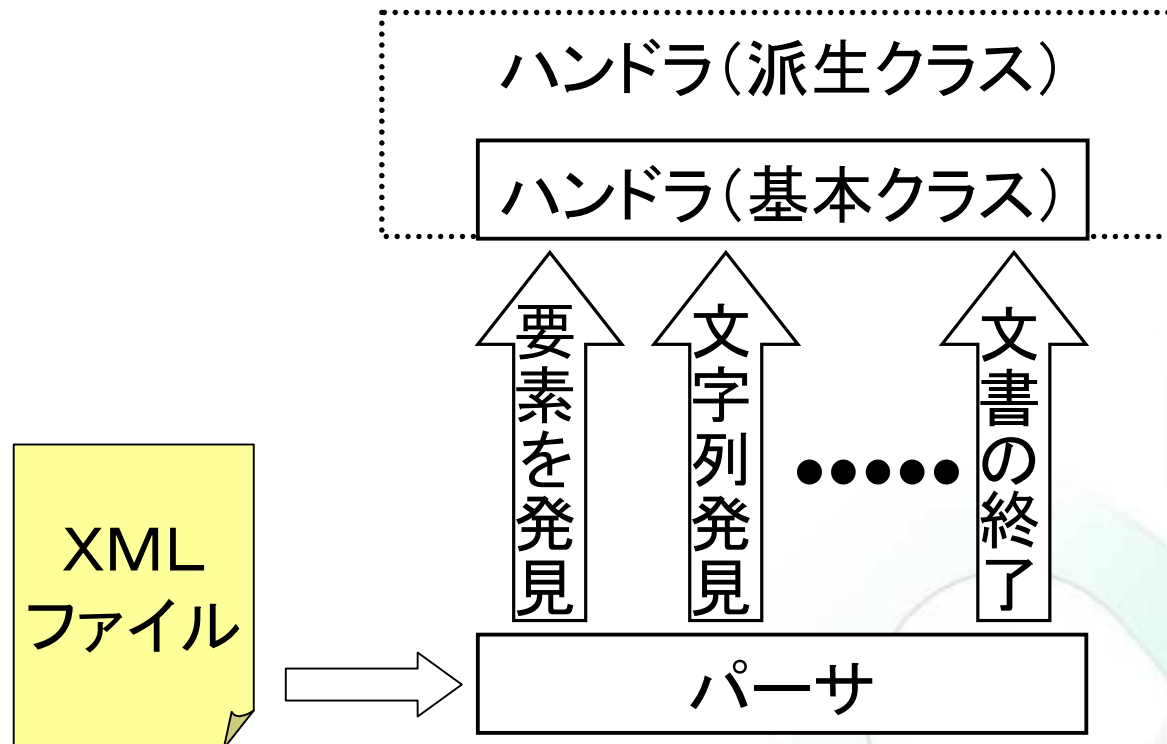 ハンドラ(派生クラス)
ハンドラ(基本クラス)
要素を発見
文字列発見
●●●●●
文書の終了
XML
ファイル
パーサ